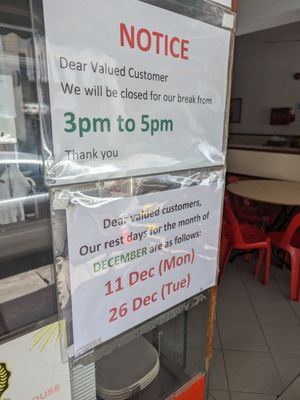 NOTICE
Dear Valued Customer
We will be closed for our break from
3pm to 5pm
Thank you
Dear valued customers,
Our rest days for the month of
DECEMBER are as follows:
11 Dec (Mon)
26 Dec (Tue)
HOUSE